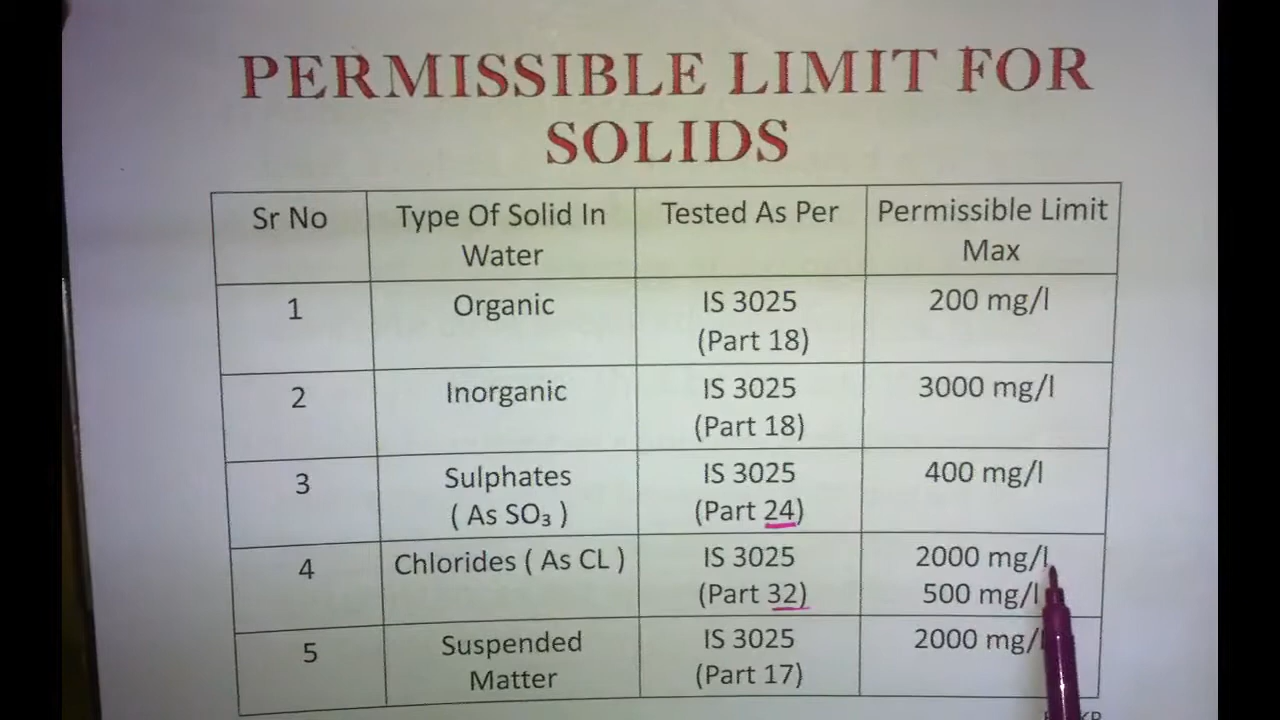 PERMISSIBLE LIMIT FOR
SOLIDS
Sr No
Type Of Solid In
Water
Tested As Per
Permissible Limit
Max
1
Organic
IS 3025
(Part 18)
200 mg/l
2
Inorganic
IS 3025
(Part 18)
3000 mg/l
3
Sulphates
( As SO₃ )
IS 3025
(Part 24)
400 mg/l
4
Chlorides ( As CL )
IS 3025
(Part 32)
2000 mg/l
500 mg/l
5
Suspended
Matter
IS 3025
(Part 17)
2000 mg/l